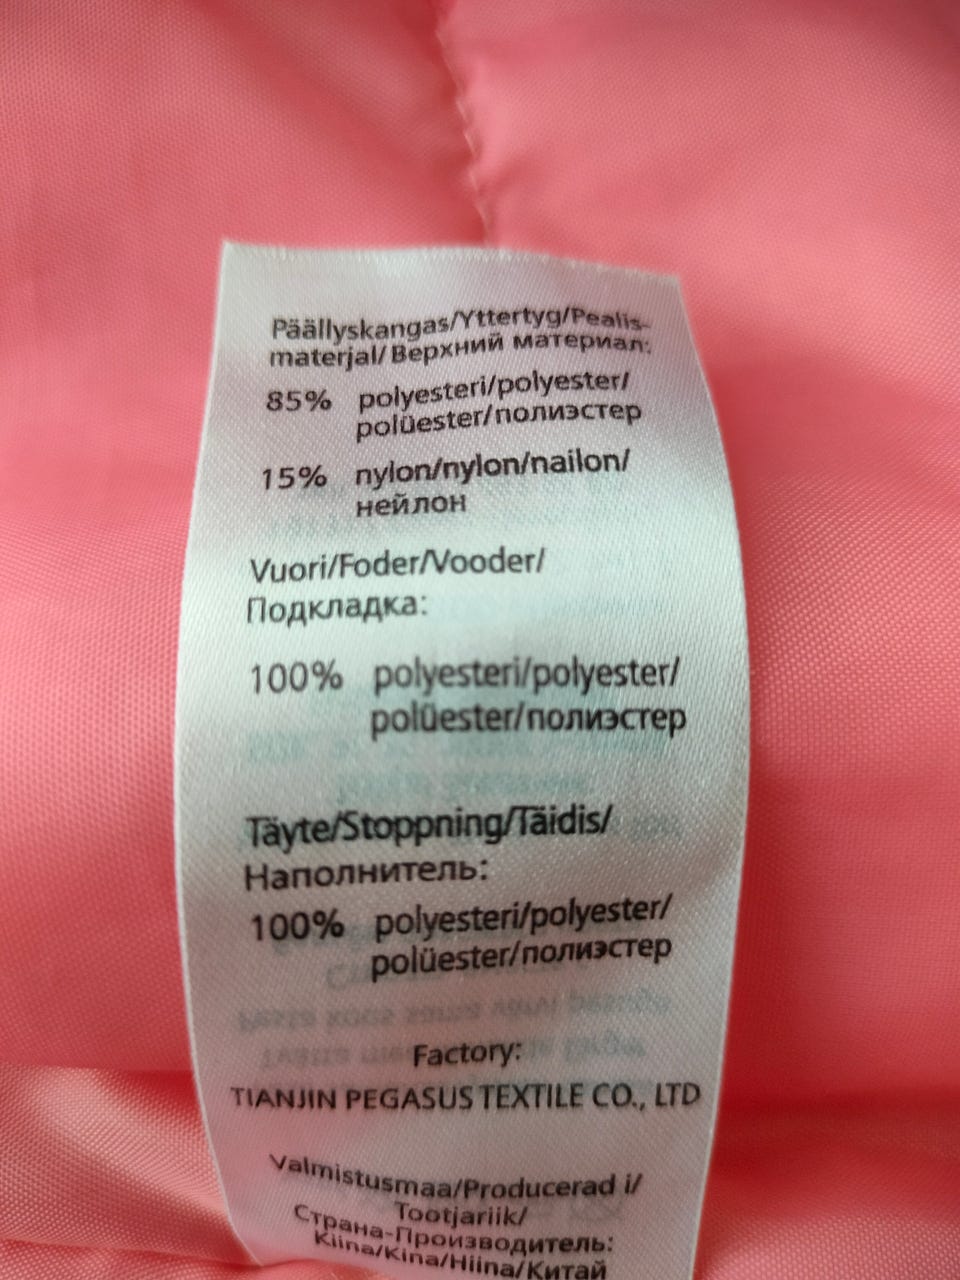 Päällyskangas/Yttertyg/Pealis-
materjal/Верхний материал:
85% polyesteri/polyester/
polüester/полиэстер
15% nylon/nylon/nailon/
нейлон
Vuori/Foder/Vooder/
Подкладка:
100% polyesteri/polyester/
polüester/полиэстер
Täyte/Stoppning/Täidis/
Наполнитель:
100% polyesteri/polyester/
polüester/полиэстер
Factory:
TIANJIN PEGASUS TEXTILE CO., LTD
Valmistusmaa/Producerad i/
Tootjariik/
Страна-Производитель:
Kiina/Kina/Hiina/Китай